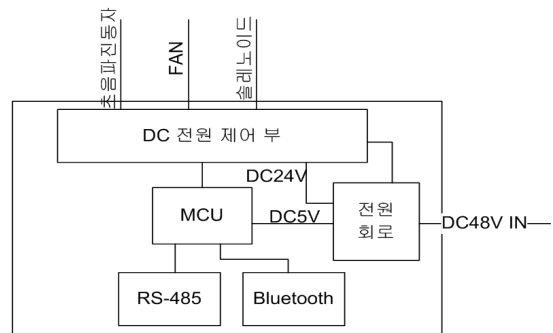 초음파진동자
FAN
솔레노이드
DC 전원 제어 부
DC24V
MCU
DC5V
전원
회로
DC48V IN
RS-485
Bluetooth